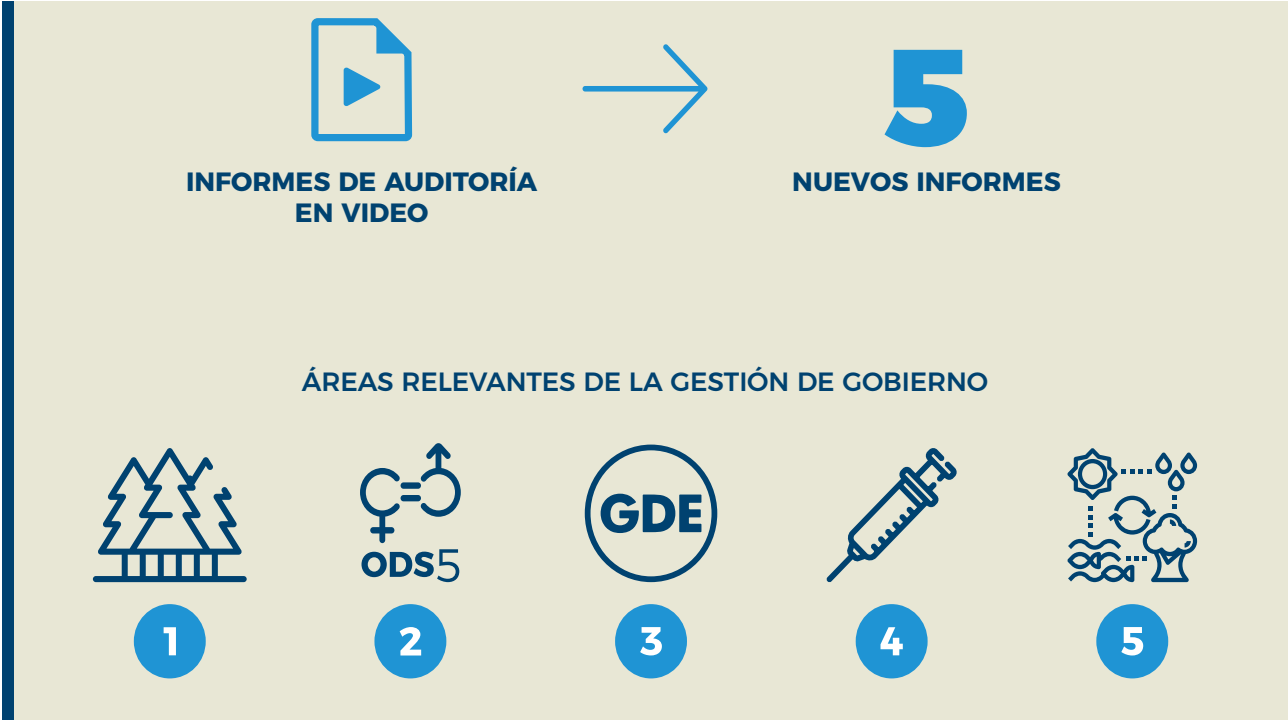 5
INFORMES DE AUDITORÍA
EN VIDEO
NUEVOS INFORMES
ÁREAS RELEVANTES DE LA GESTIÓN DE GOBIERNO
ODS5
GDE
1
2
3
4
5